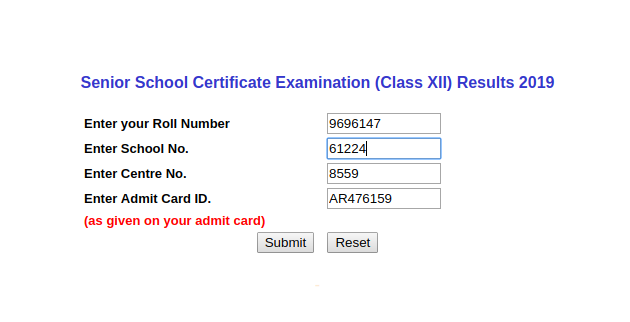 Senior School Certificate Examination (Class XII) Results 2019
Enter your Roll Number 9696147
Enter School No. 61224
Enter Centre No. 8559
Enter Admit Card ID. AR476159
(as given on your admit card)
Submit Reset